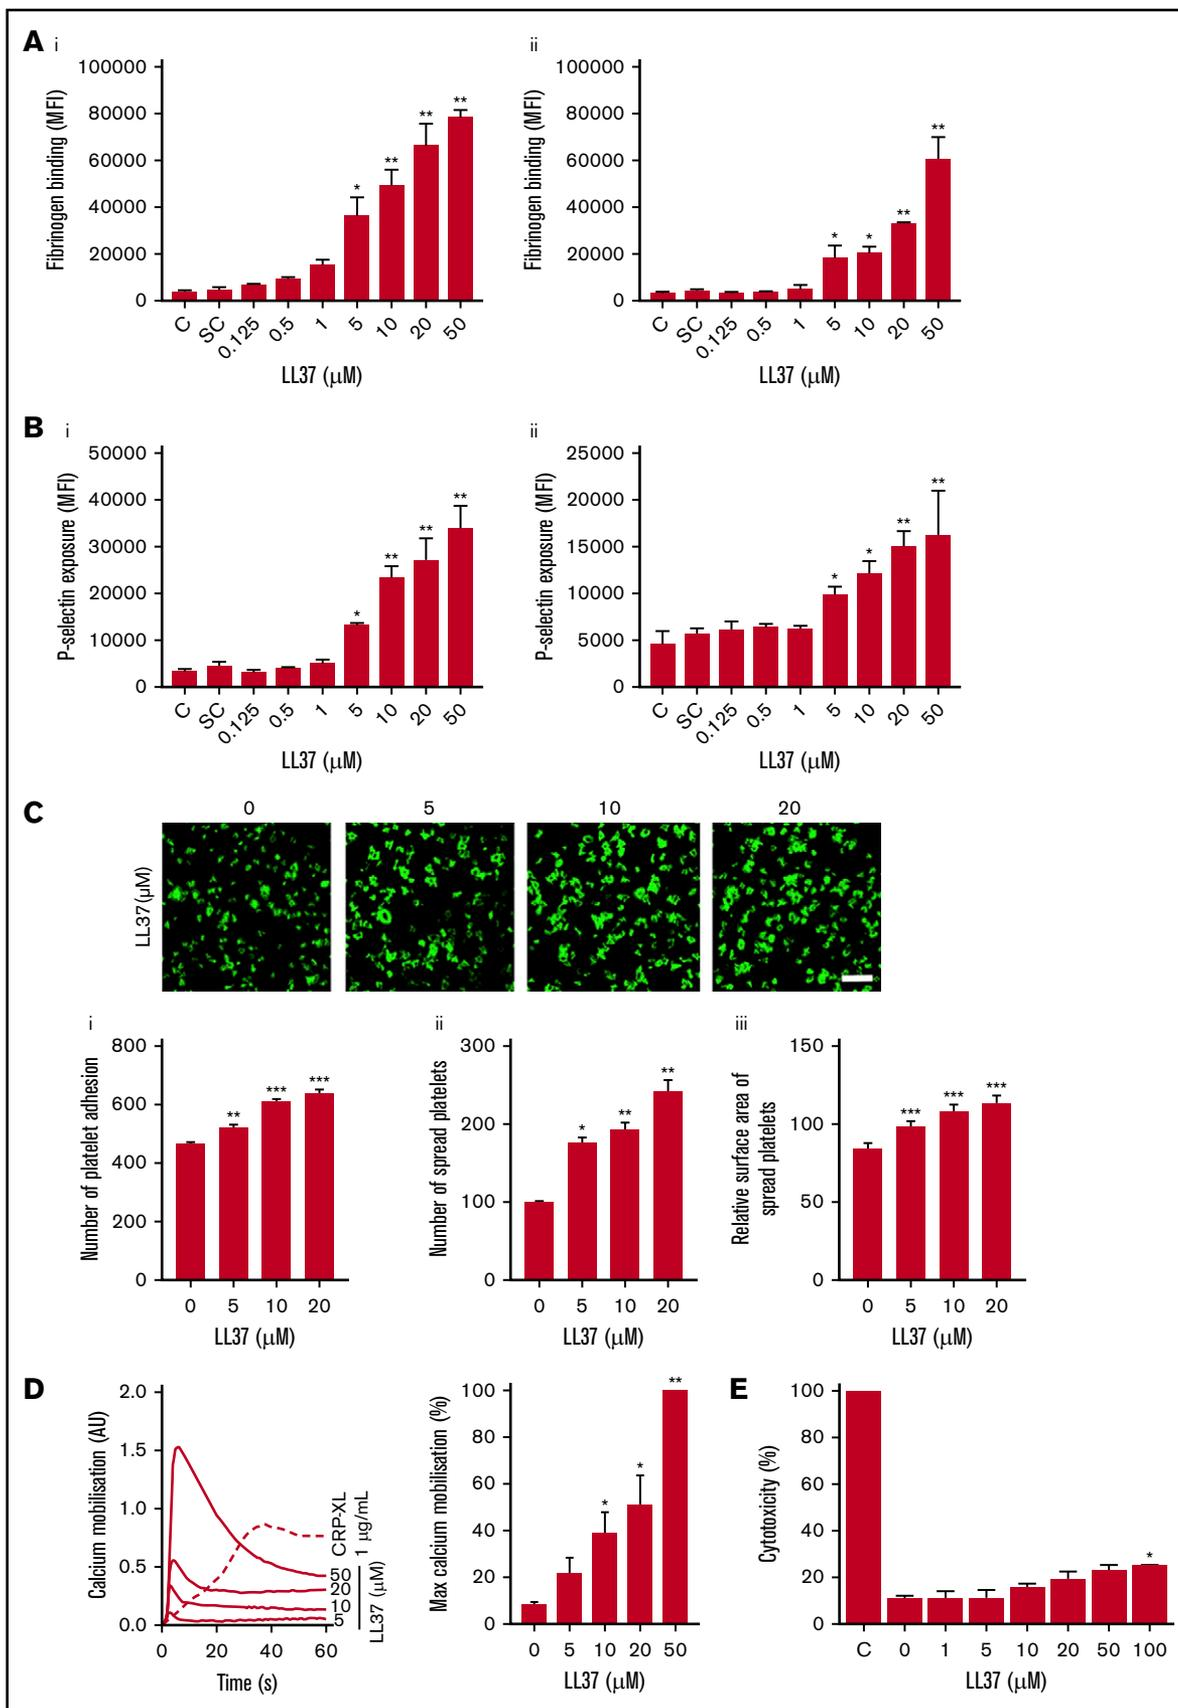 A i ii
Fibrinogen binding (MFI)
100000
80000
60000
40000
20000
0
* ** ** **
C SC 0.125 0.5 1 5 10 20 50
LL37 (μM)
Fibrinogen binding (MFI)
100000
80000
60000
40000
20000
0
* * ** **
C SC 0.125 0.5 1 5 10 20 50
LL37 (μM)
B i ii
P-selectin exposure (MFI)
50000
40000
30000
20000
10000
0
* ** ** **
C SC 0.125 0.5 1 5 10 20 50
LL37 (μM)
P-selectin exposure (MFI)
25000
20000
15000
10000
5000
0
* * ** **
C SC 0.125 0.5 1 5 10 20 50
LL37 (μM)
C
0 5 10 20
LL37(μM)
i
Number of platelet adhesion
800
600
400
200
0
** *** ***
0 5 10 20
LL37 (μM)
ii
Number of spread platelets
300
200
100
0
* ** **
0 5 10 20
LL37 (μM)
iii
Relative surface area of
spread platelets
150
100
50
0
*** *** ***
0 5 10 20
LL37 (μM)
D
Calcium mobilisation (AU)
2.0
1.5
1.0
0.5
0.0
0 20 40 60
Time (s)
CRP-XL
1 μg/mL
50
20
10
5
LL37 (μM)
Max calcium mobilisation (%)
100
80
60
40
20
0
* * **
0 5 10 20 50
LL37 (μM)
E
Cytotoxicity (%)
100
80
60
40
20
0
*
C 0 1 5 10 20 50 100
LL37 (μM)